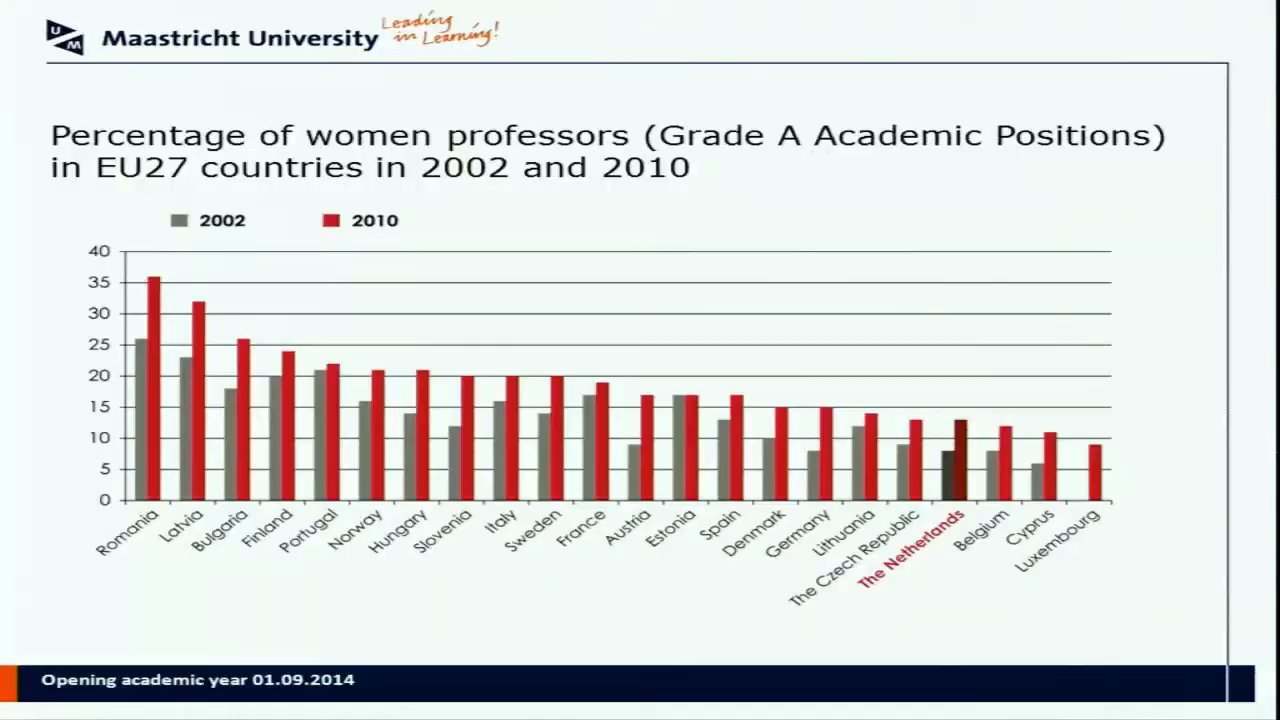 UM
Maastricht University
Leading
in Learning!
Percentage of women professors (Grade A Academic Positions)
in EU27 countries in 2002 and 2010
2002 2010
40
35
30
25
20
15
10
5
0
Romania
Latvia
Bulgaria
Finland
Portugal
Norway
Hungary
Slovenia
Italy
Sweden
France
Austria
Estonia
Spain
Denmark
Germany
Lithuania
The Czech Republic
The Netherlands
Belgium
Cyprus
Luxembourg
Opening academic year 01.09.2014